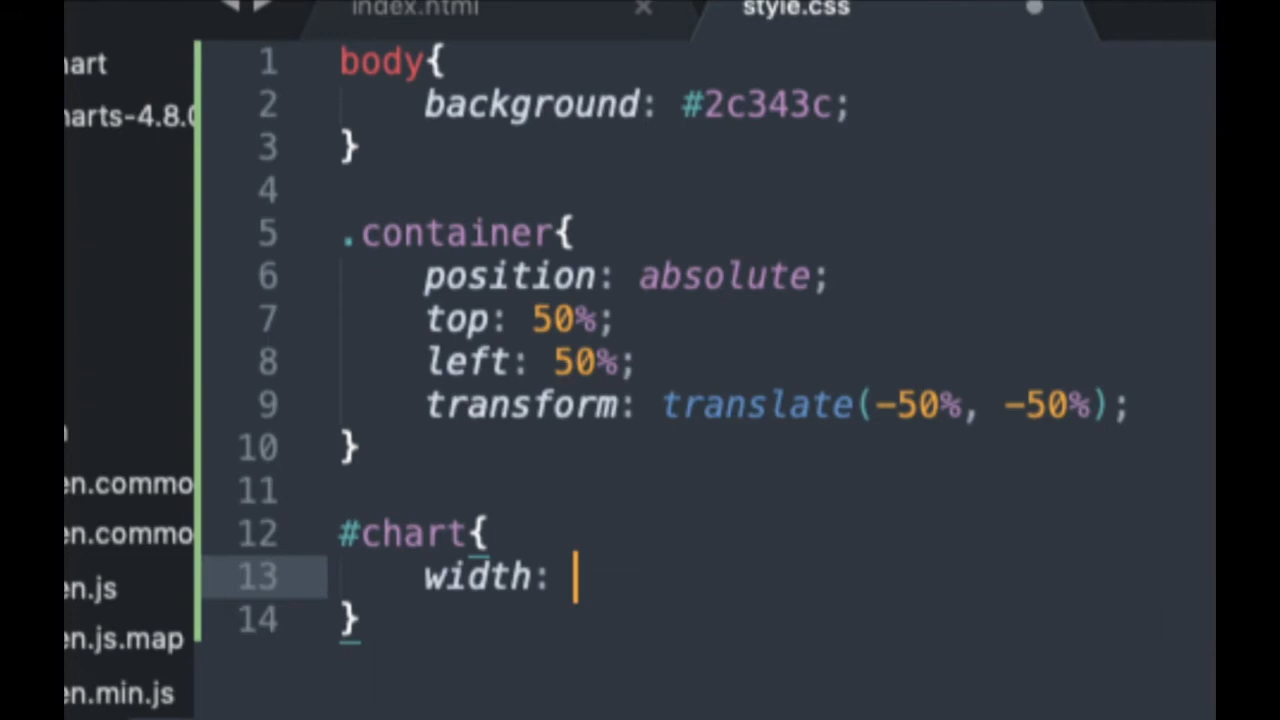 index.html × style.css
art
arts-4.8.0
en.commo
en.commo
en.js
en.js.map
en.min.js
1 body{
2 background: #2c343c;
3 }
4
5 .container{
6 position: absolute;
7 top: 50%;
8 left: 50%;
9 transform: translate(-50%, -50%);
10 }
11
12 #chart{
13 width:
14 }